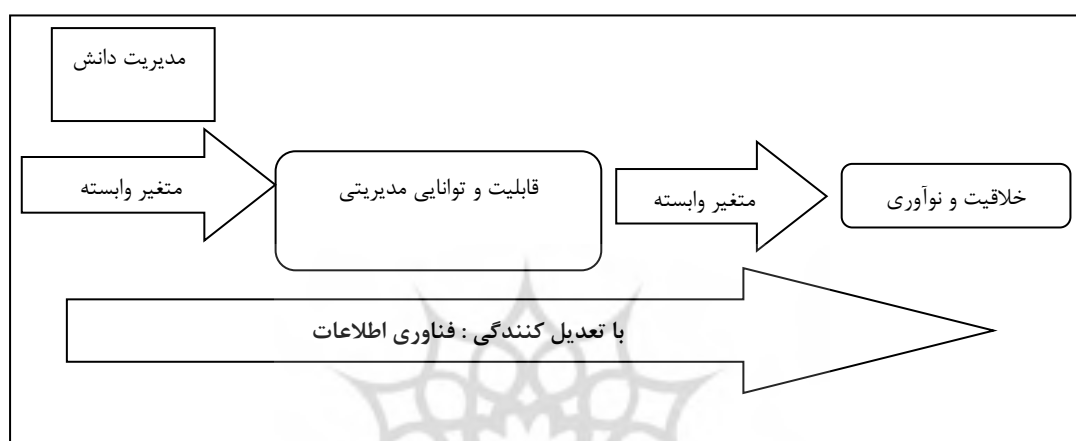 مدیریت دانش
متغیر وابسته
قابلیت و توانایی مدیریتی
متغیر وابسته
خلاقیت و نوآوری
با تعدیل کنندگی : فناوری اطلاعات